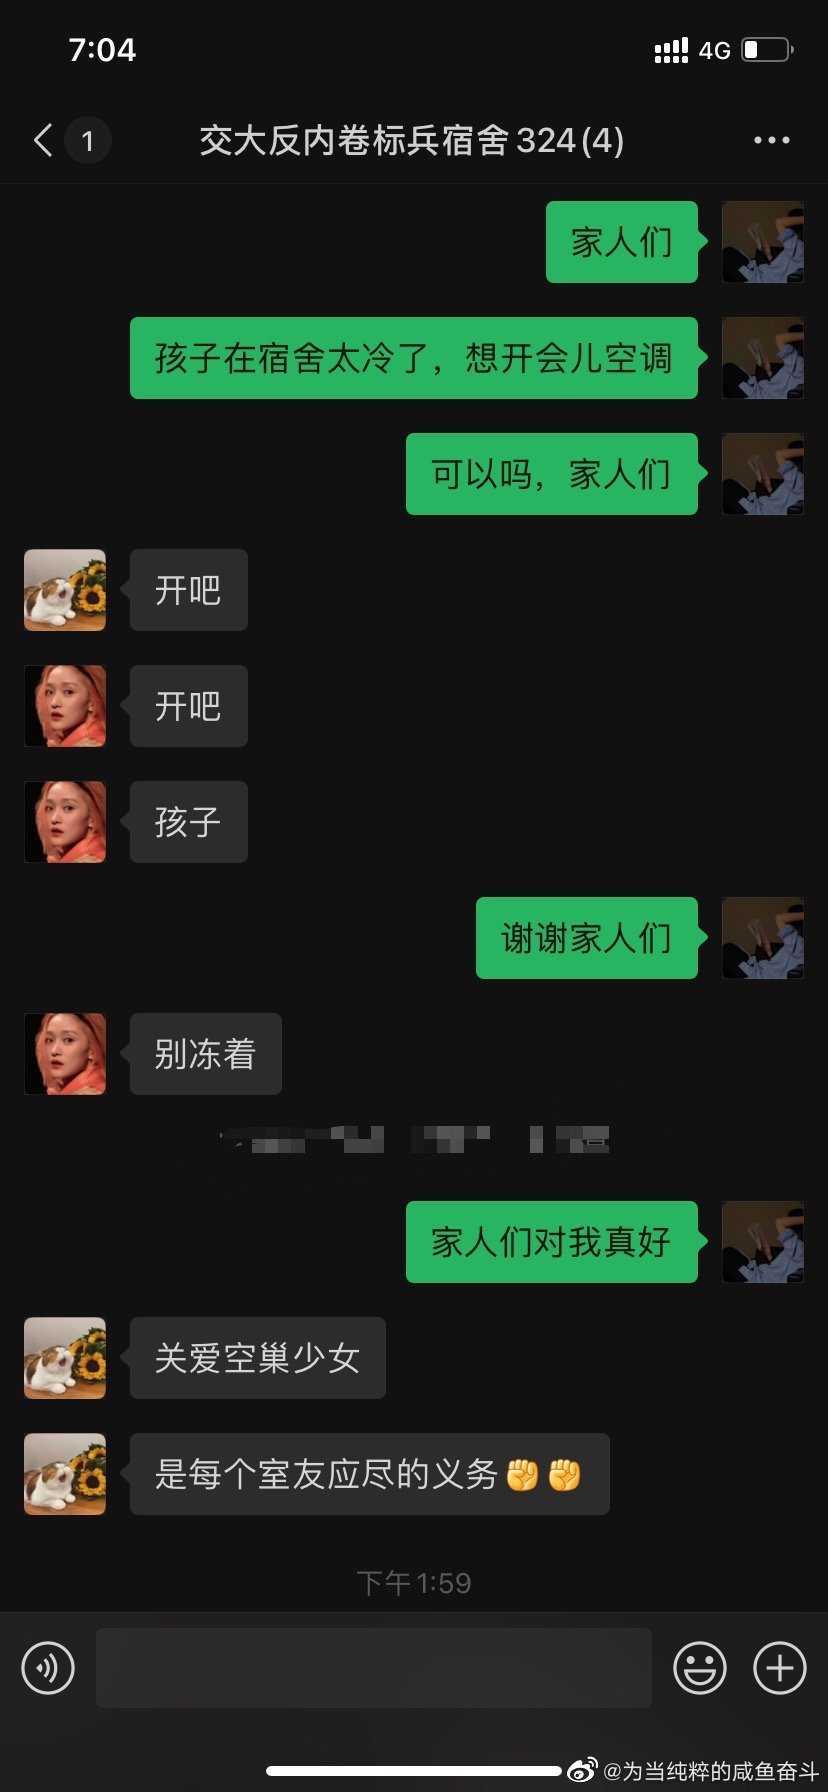 7:04
4G
1
交大反内卷标兵宿舍324(4)
家人们
孩子在宿舍太冷了，想开会儿空调
可以吗，家人们
开吧
开吧
孩子
谢谢家人们
别冻着
家人们对我真好
关爱空巢少女
是每个室友应尽的义务✊✊
下午1:59
@为当纯粹的咸鱼奋斗